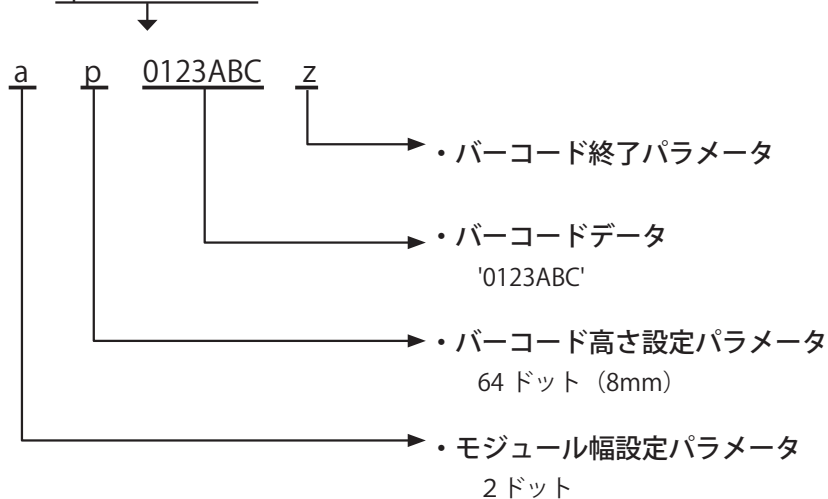 a p 0123ABC z
・バーコード終了パラメータ
・バーコードデータ
'0123ABC'
・バーコード高さ設定パラメータ
64 ドット（8mm）
・モジュール幅設定パラメータ
2 ドット